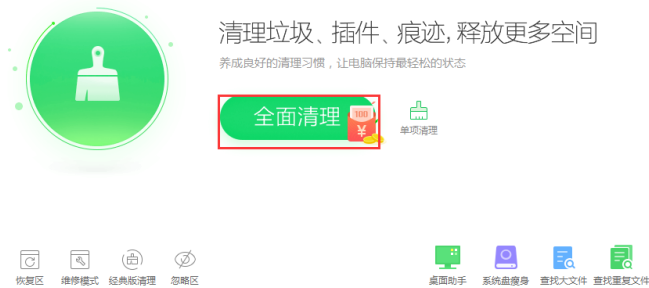 清理垃圾、插件、痕迹,释放更多空间
养成良好的清理习惯，让电脑保持最轻松的状态
全面清理
100
¥
单项清理
恢复区 维修模式 经典版清理 忽略区 桌面助手 系统盘瘦身 查找大文件 查找重复文件